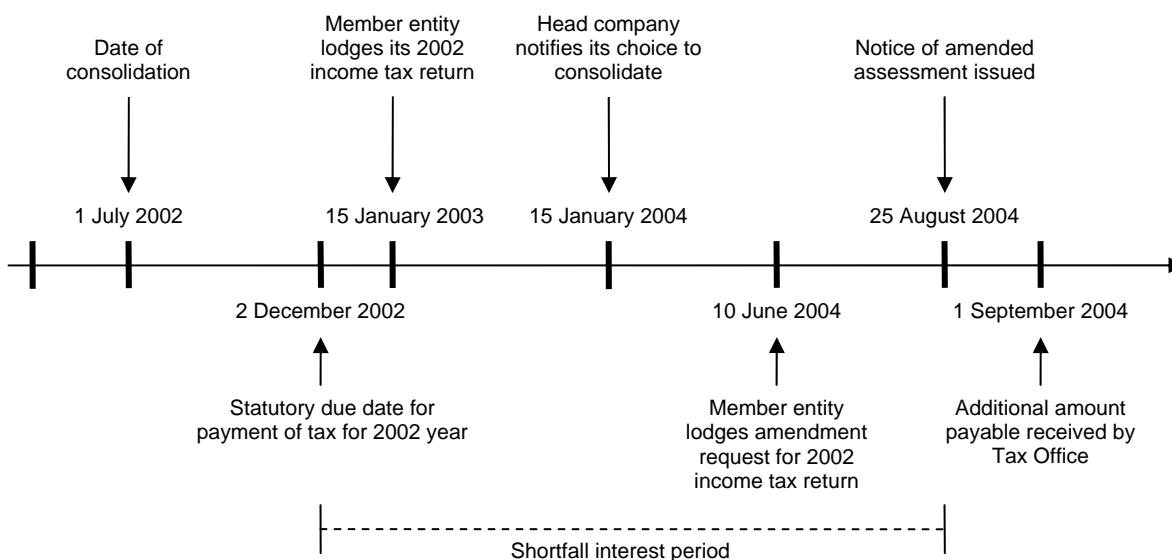 Date of
consolidation
Member entity
lodges its 2002
income tax return
Head company
notifies its choice to
consolidate
Notice of amended
assessment issued
1 July 2002
15 January 2003
15 January 2004
25 August 2004
2 December 2002
10 June 2004
1 September 2004
Statutory due date for
payment of tax for 2002 year
Member entity
lodges amendment
request for 2002
income tax return
Additional amount
payable received by
Tax Office
Shortfall interest period